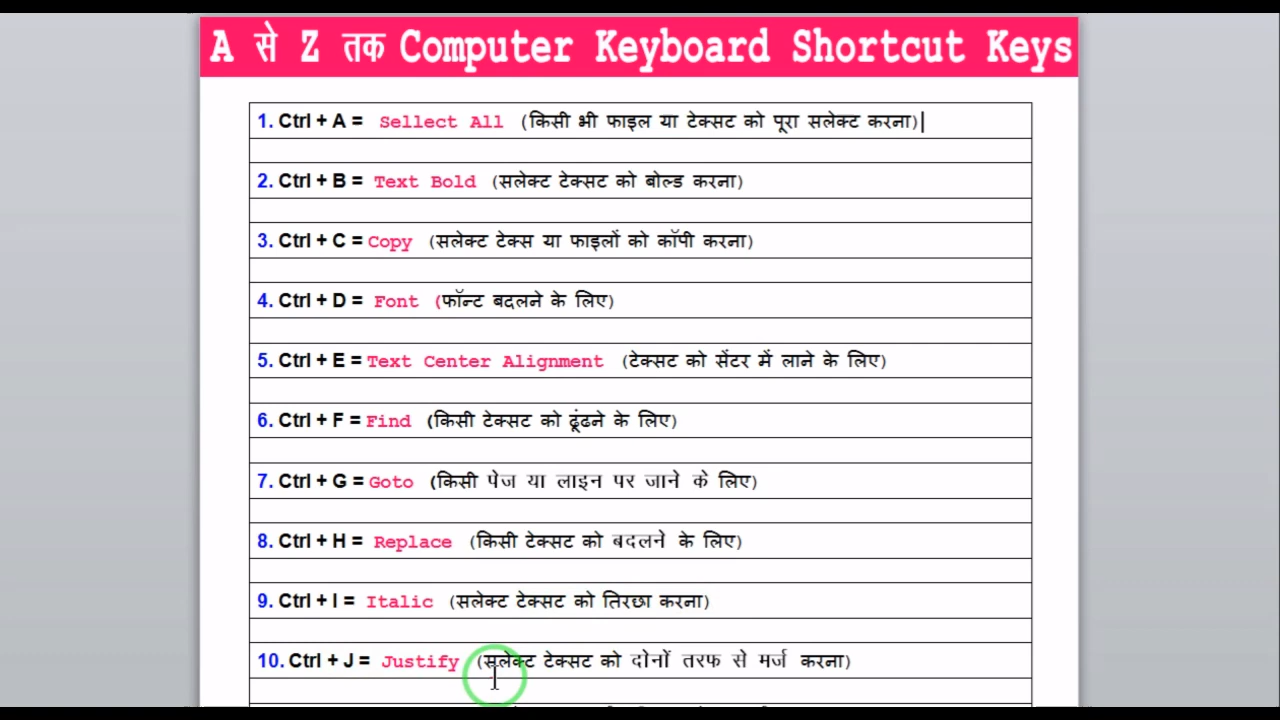 A से Z तक Computer Keyboard Shortcut Keys
1. Ctrl + A = Sellect All (किसी भी फाइल या टेक्सट को पूरा सलेक्ट करना)
2. Ctrl + B = Text Bold (सलेक्ट टेक्सट को बोल्ड करना)
3. Ctrl + C = Copy (सलेक्ट टेक्स या फाइलों को कॉपी करना)
4. Ctrl + D = Font (फॉन्ट बदलने के लिए)
5. Ctrl + E = Text Center Alignment (टेक्सट को सेंटर में लाने के लिए)
6. Ctrl + F = Find (किसी टेक्सट को ढूंढने के लिए)
7. Ctrl + G = Goto (किसी पेज या लाइन पर जाने के लिए)
8. Ctrl + H = Replace (किसी टेक्सट को बदलने के लिए)
9. Ctrl + I = Italic (सलेक्ट टेक्सट को तिरछा करना)
10. Ctrl + J = Justify (सलेक्ट टेक्सट को दोनों तरफ से मर्ज करना)